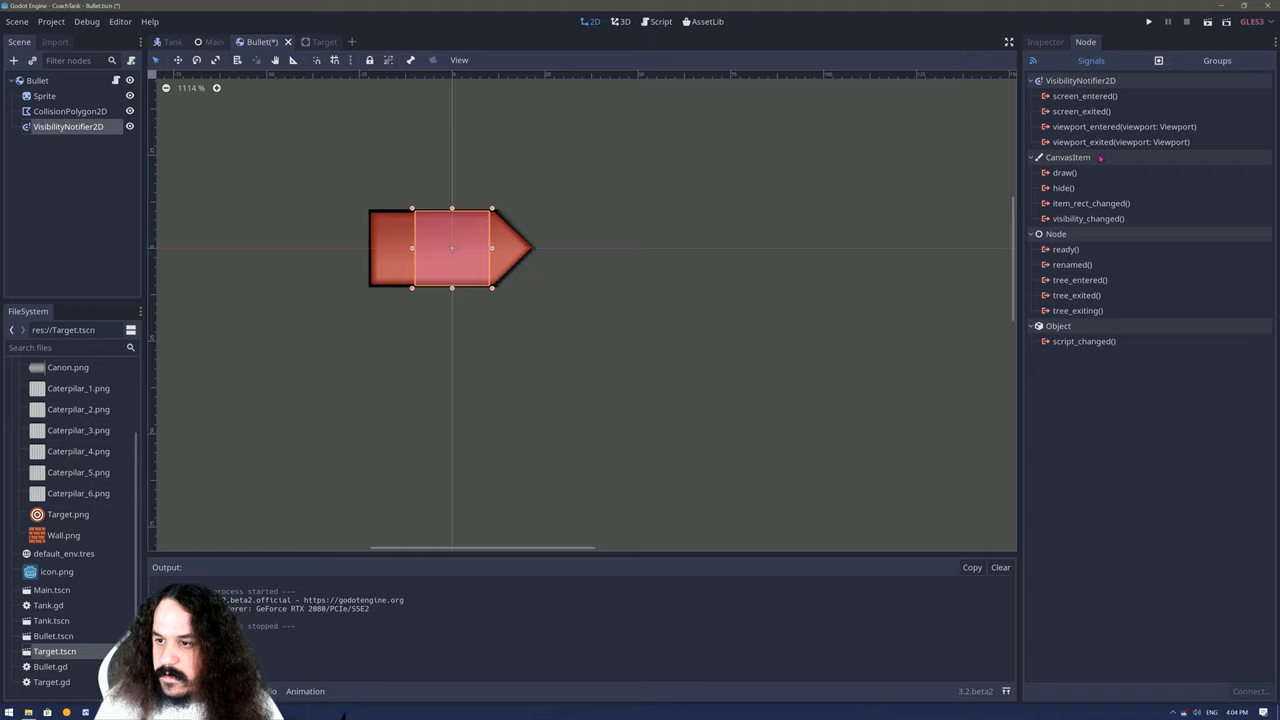 Godot Engine - CoachTank - Bullet.tscn (*)
Scene Project Debug Editor Help
2D 3D Script AssetLib
GLES3
Scene Import
Filter nodes
Bullet
Sprite
CollisionPolygon2D
VisibilityNotifier2D
FileSystem
res://Target.tscn
Search files
Canon.png
Caterpilar_1.png
Caterpilar_2.png
Caterpilar_3.png
Caterpilar_4.png
Caterpilar_5.png
Caterpilar_6.png
Target.png
Wall.png
default_env.tres
icon.png
Main.tscn
Tank.gd
Tank.tscn
Bullet.tscn
Target.tscn
Bullet.gd
Target.gd
Tank Main Bullet(*) Target
View
1114 %
Output:
Copy Clear
process started ---
2.beta2.official - https://godotengine.org
erer: GeForce RTX 2080/PCIe/SSE2
s stopped ---
Animation
3.2.beta2
Inspector Node
Signals Groups
VisibilityNotifier2D
screen_entered()
screen_exited()
viewport_entered(viewport: Viewport)
viewport_exited(viewport: Viewport)
CanvasItem
draw()
hide()
item_rect_changed()
visibility_changed()
Node
ready()
renamed()
tree_entered()
tree_exited()
tree_exiting()
Object
script_changed()
Connect...
ENG 4:04 PM